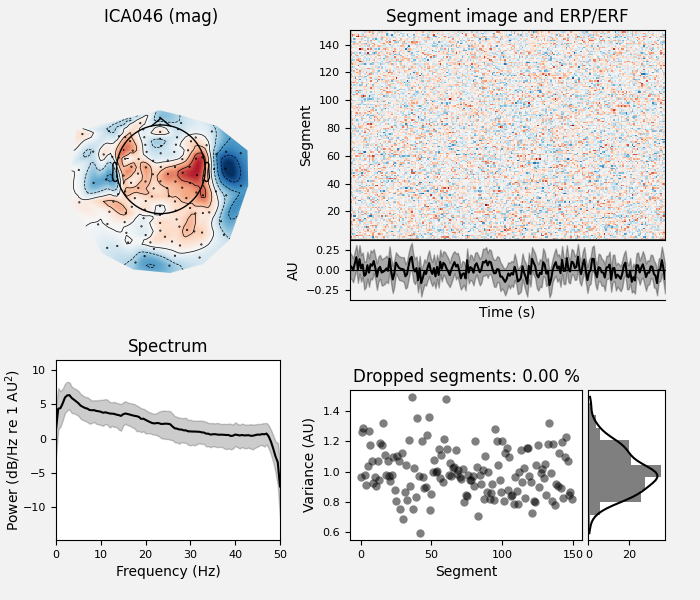 ICA046 (mag)
Segment image and ERP/ERF
Segment
140
120
100
80
60
40
20
AU
0.25
0.00
−0.25
Time (s)
Spectrum
Power (dB/Hz re 1 AU²)
10
5
0
−5
−10
0 10 20 30 40 50
Frequency (Hz)
Dropped segments: 0.00 %
Variance (AU)
1.4
1.2
1.0
0.8
0.6
0 50 100 150
Segment
0 20